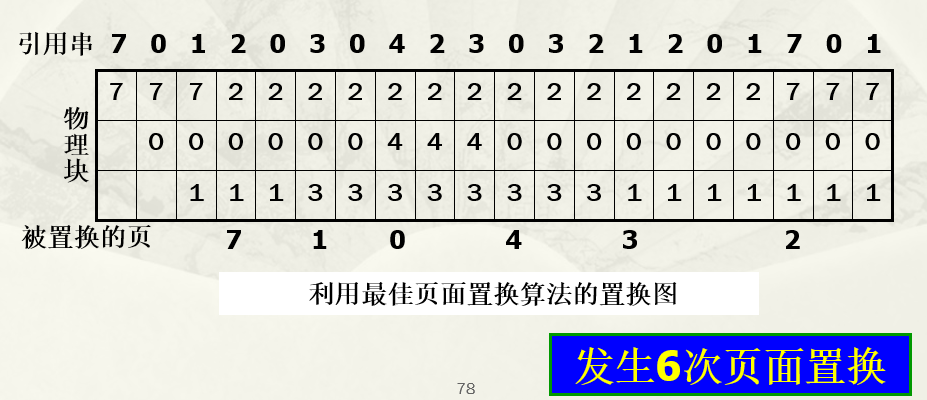 引用串 7 0 1 2 0 3 0 4 2 3 0 3 2 1 2 0 1 7 0 1
7 7 7 2 2 2 2 2 2 2 2 2 2 2 2 2 2 7 7 7
物理块 0 0 0 0 0 0 4 4 4 0 0 0 0 0 0 0 0 0 0
1 1 1 3 3 3 3 3 3 3 3 1 1 1 1 1 1 1
被置换的页 7 1 0 4 3 2
利用最佳页面置换算法的置换图
发生6次页面置换
78